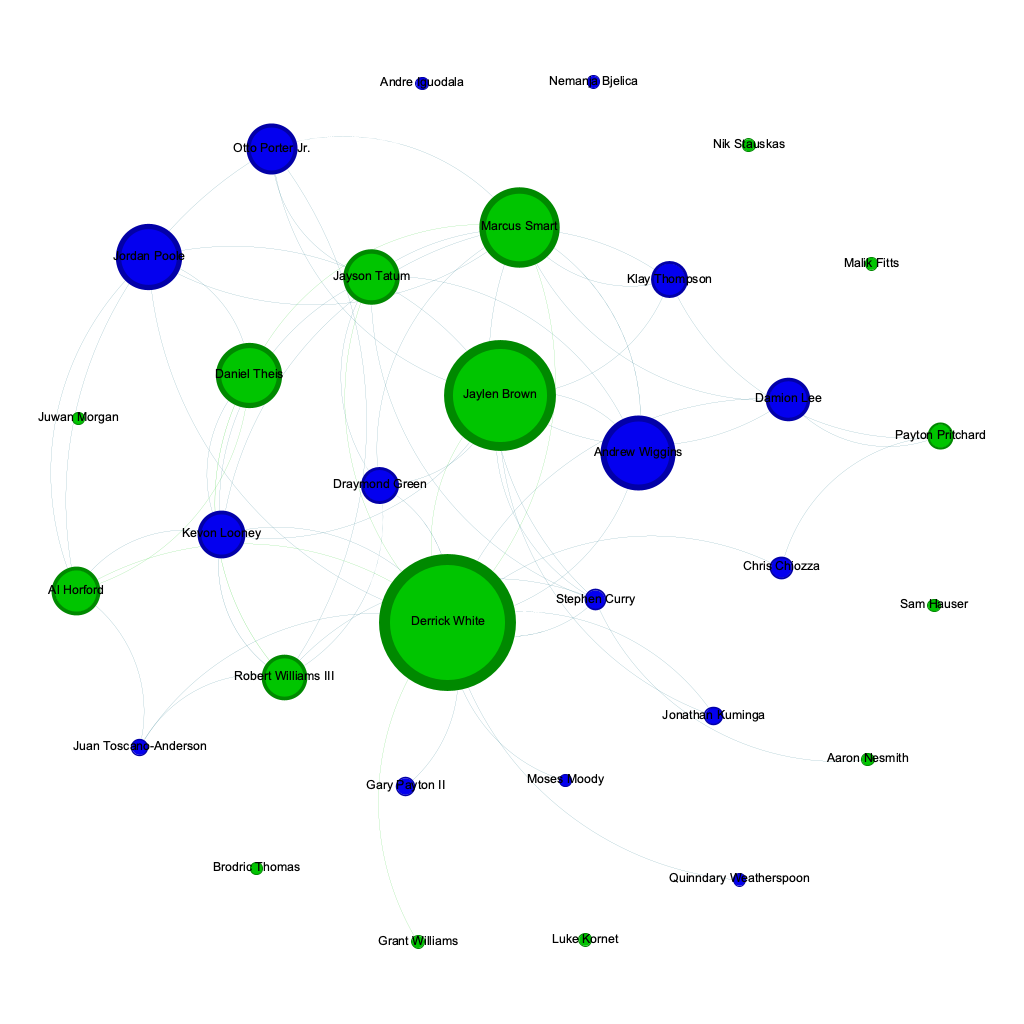 Andre Iguodala
Nemanja Bjelica
Nik Stauskas
Otto Porter Jr.
Marcus Smart
Jordan Poole
Malik Fitts
Jayson Tatum
Klay Thompson
Daniel Theis
Jaylen Brown
Damion Lee
Juwan Morgan
Payton Pritchard
Andrew Wiggins
Draymond Green
Kevon Looney
Chris Chiozza
Al Horford
Stephen Curry
Sam Hauser
Derrick White
Robert Williams III
Jonathan Kuminga
Juan Toscano-Anderson
Aaron Nesmith
Moses Moody
Gary Payton II
Brodric Thomas
Quinndary Weatherspoon
Luke Kornet
Grant Williams